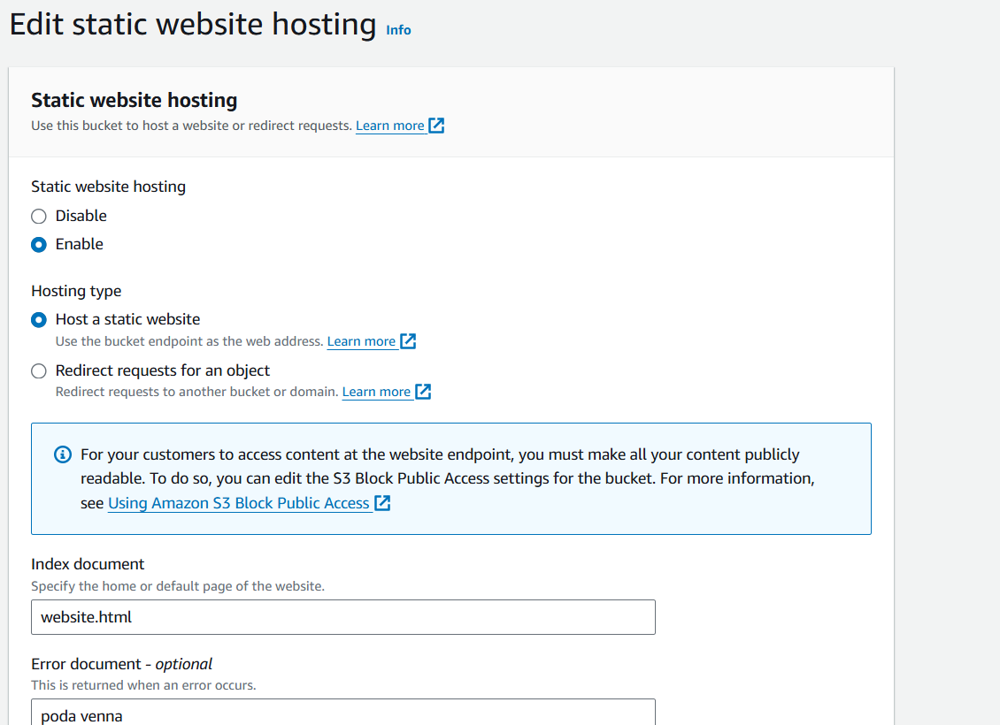 Edit static website hosting Info
Static website hosting
Use this bucket to host a website or redirect requests. Learn more
Static website hosting
Disable
Enable
Hosting type
Host a static website
Use the bucket endpoint as the web address. Learn more
Redirect requests for an object
Redirect requests to another bucket or domain. Learn more
For your customers to access content at the website endpoint, you must make all your content publicly
readable. To do so, you can edit the S3 Block Public Access settings for the bucket. For more information,
see Using Amazon S3 Block Public Access
Index document
Specify the home or default page of the website.
website.html
Error document - optional
This is returned when an error occurs.
poda venna